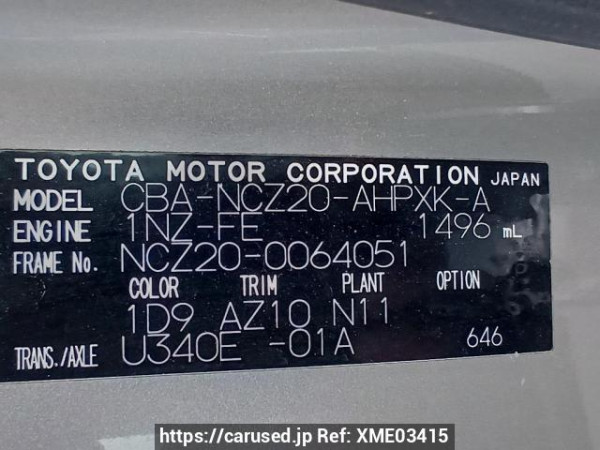 TOYOTA MOTOR CORPORATION JAPAN
MODEL CBA-NCZ20-AHPXK-A
ENGINE 1NZ-FE 1496 mL
FRAME No. NCZ20-0064051
COLOR TRIM PLANT OPTION
1D9 AZ10 N11
TRANS./AXLE U340E -01A 646
https://carused.jp Ref: XME03415